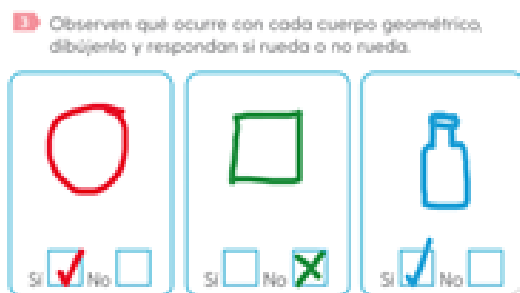 3 Observen qué ocurre con cada cuerpo geométrico,
dibújenlo y respondan si rueda o no rueda.
Sí No Sí No Sí No